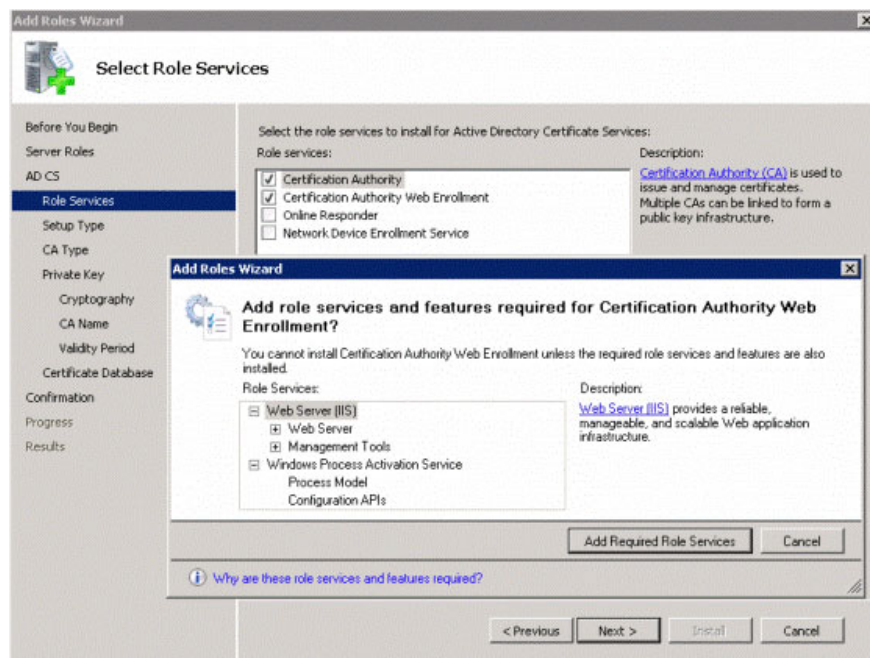 Add Roles Wizard
Select Role Services
Before You Begin
Server Roles
AD CS
Role Services
Setup Type
CA Type
Private Key
Cryptography
CA Name
Validity Period
Certificate Database
Confirmation
Progress
Results
Select the role services to install for Active Directory Certificate Services:
Role services:
Certification Authority
Certification Authority Web Enrollment
Online Responder
Network Device Enrollment Service
Description:
Certification Authority (CA) is used to
issue and manage certificates.
Multiple CAs can be linked to form a
public key infrastructure.
Add Roles Wizard
Add role services and features required for Certification Authority Web
Enrollment?
You cannot install Certification Authority Web Enrollment unless the required role services and features are also
installed.
Role Services:
Web Server (IIS)
Web Server
Management Tools
Windows Process Activation Service
Process Model
Configuration APIs
Description:
Web Server (IIS) provides a reliable,
manageable, and scalable Web application
infrastructure.
Add Required Role Services
Cancel
Why are these role services and features required?
< Previous
Next >
Install
Cancel